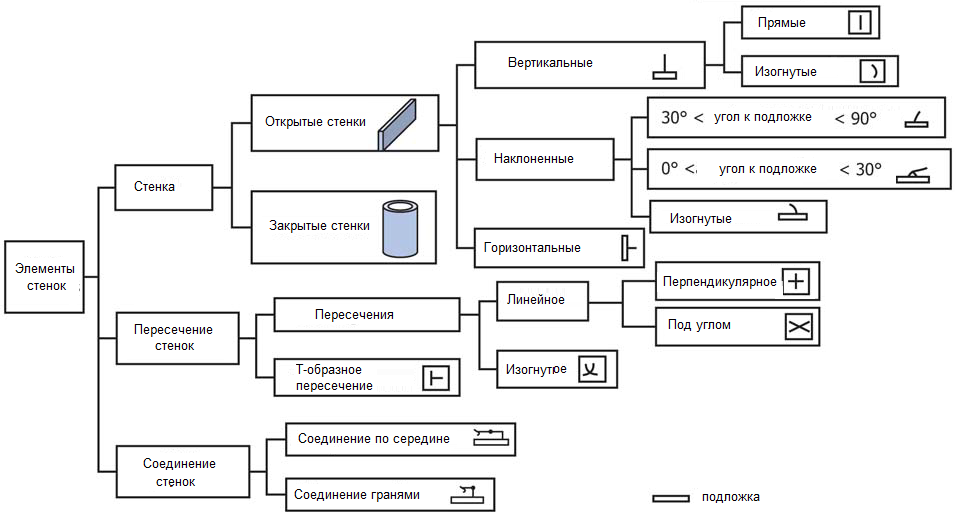 Прямые
Вертикальные
Изогнутые
Открытые стенки
30° < угол к подложке < 90°
Наклоненные
0° < угол к подложке < 30°
Стенка
Изогнутые
Закрытые стенки
Горизонтальные
Элементы
стенок
Перпендикулярное
Линейное
Пересечения
Под углом
Пересечение
стенок
Т-образное
пересечение
Изогнутое
Соединение по середине
Соединение
стенок
Соединение гранями
подложка